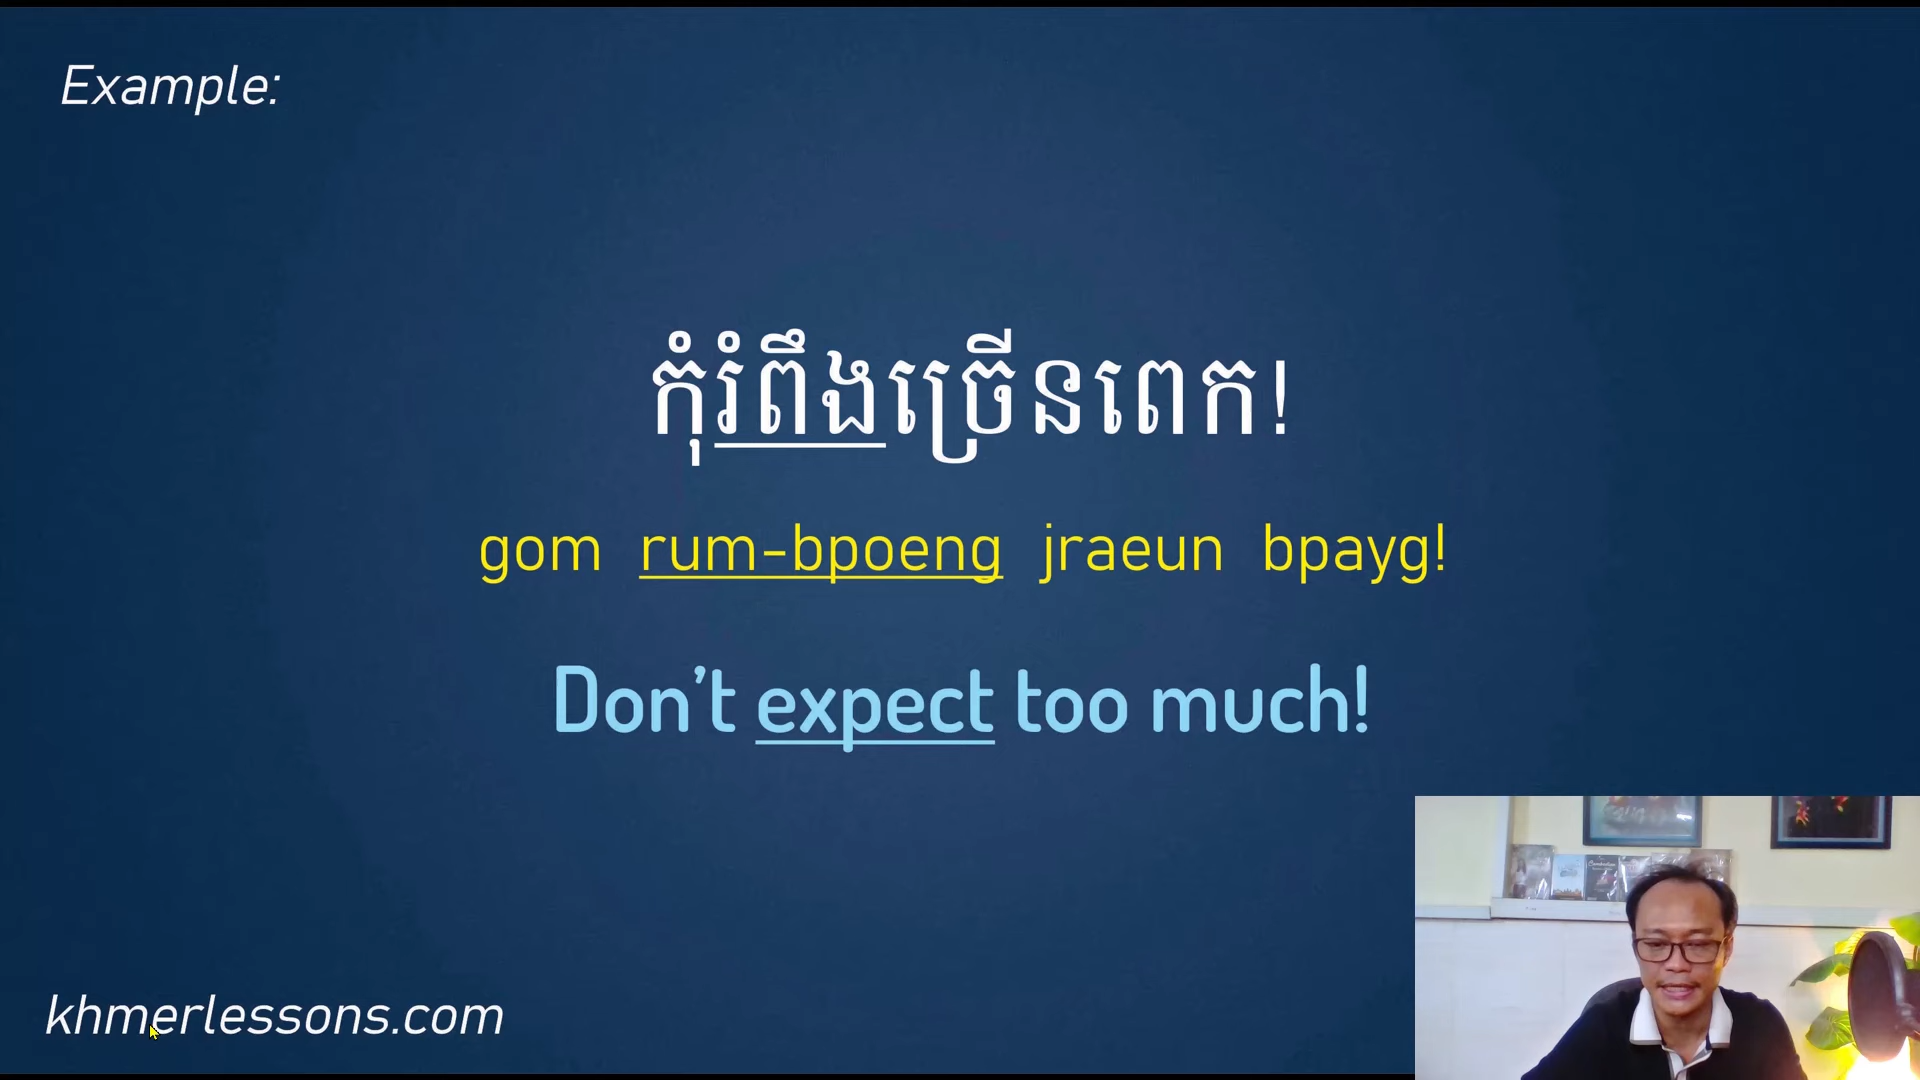 Example:
កុំរំពឹងច្រើនពេក!
gom rum-bpoeng jraeun bpayg!
Don't expect too much!
khmerlessons.com